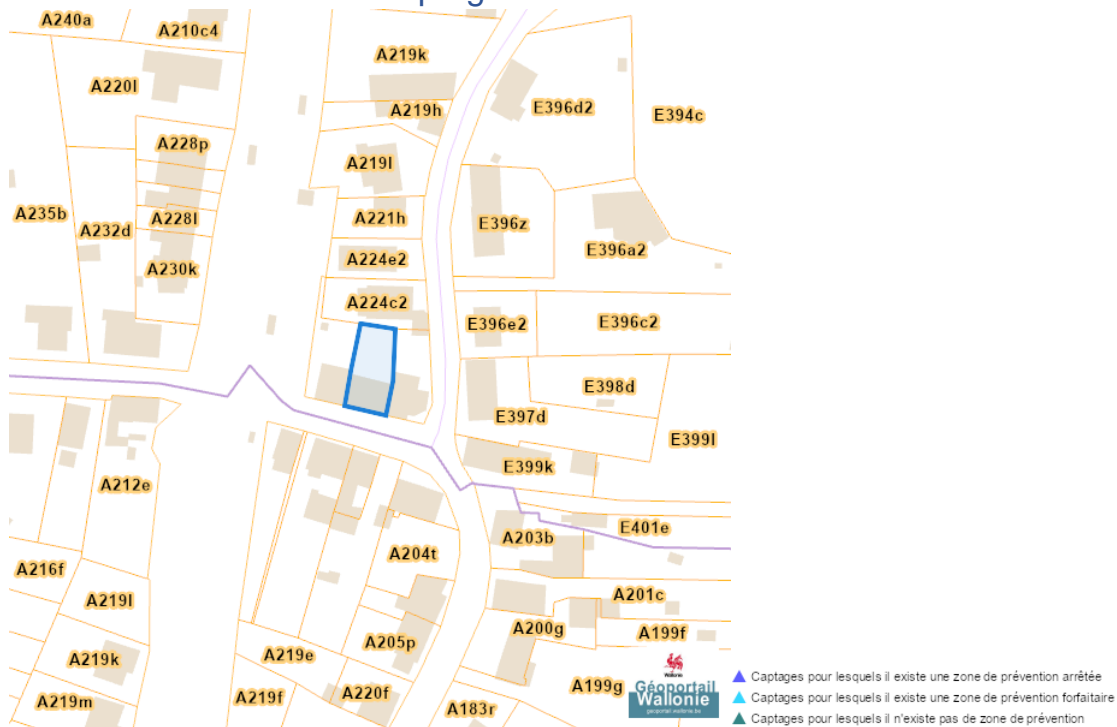 A240a
A210c4
A219k
A220l
A219h
E396d2
E394c
A228p
A219l
A235b
A232d
A228l
A221h
E396z
E396a2
A230k
A224e2
A224c2
E396e2
E396c2
E398d
E397d
E399l
E399k
A212e
E401e
A203b
A204t
A216f
A219l
A201c
A200g
A199f
A205p
A219k
A219e
A219f
A220f
A199g
A219m
A183r
Wallonie
Géoportail
Wallonie
geoportail.wallonie.be
Captages pour lesquels il existe une zone de prévention arrêtée
Captages pour lesquels il existe une zone de prévention forfaitaire
Captages pour lesquels il n'existe pas de zone de prévention